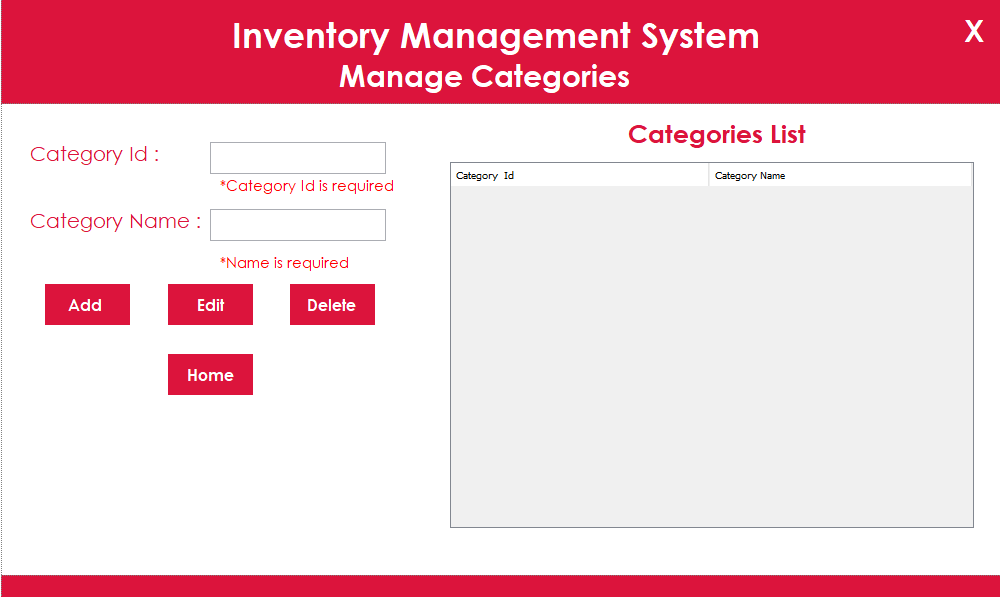 Inventory Management System
X
Manage Categories
Categories List
Category Id :
*Category Id is required
Category Id
Category Name
Category Name :
*Name is required
Add
Edit
Delete
Home